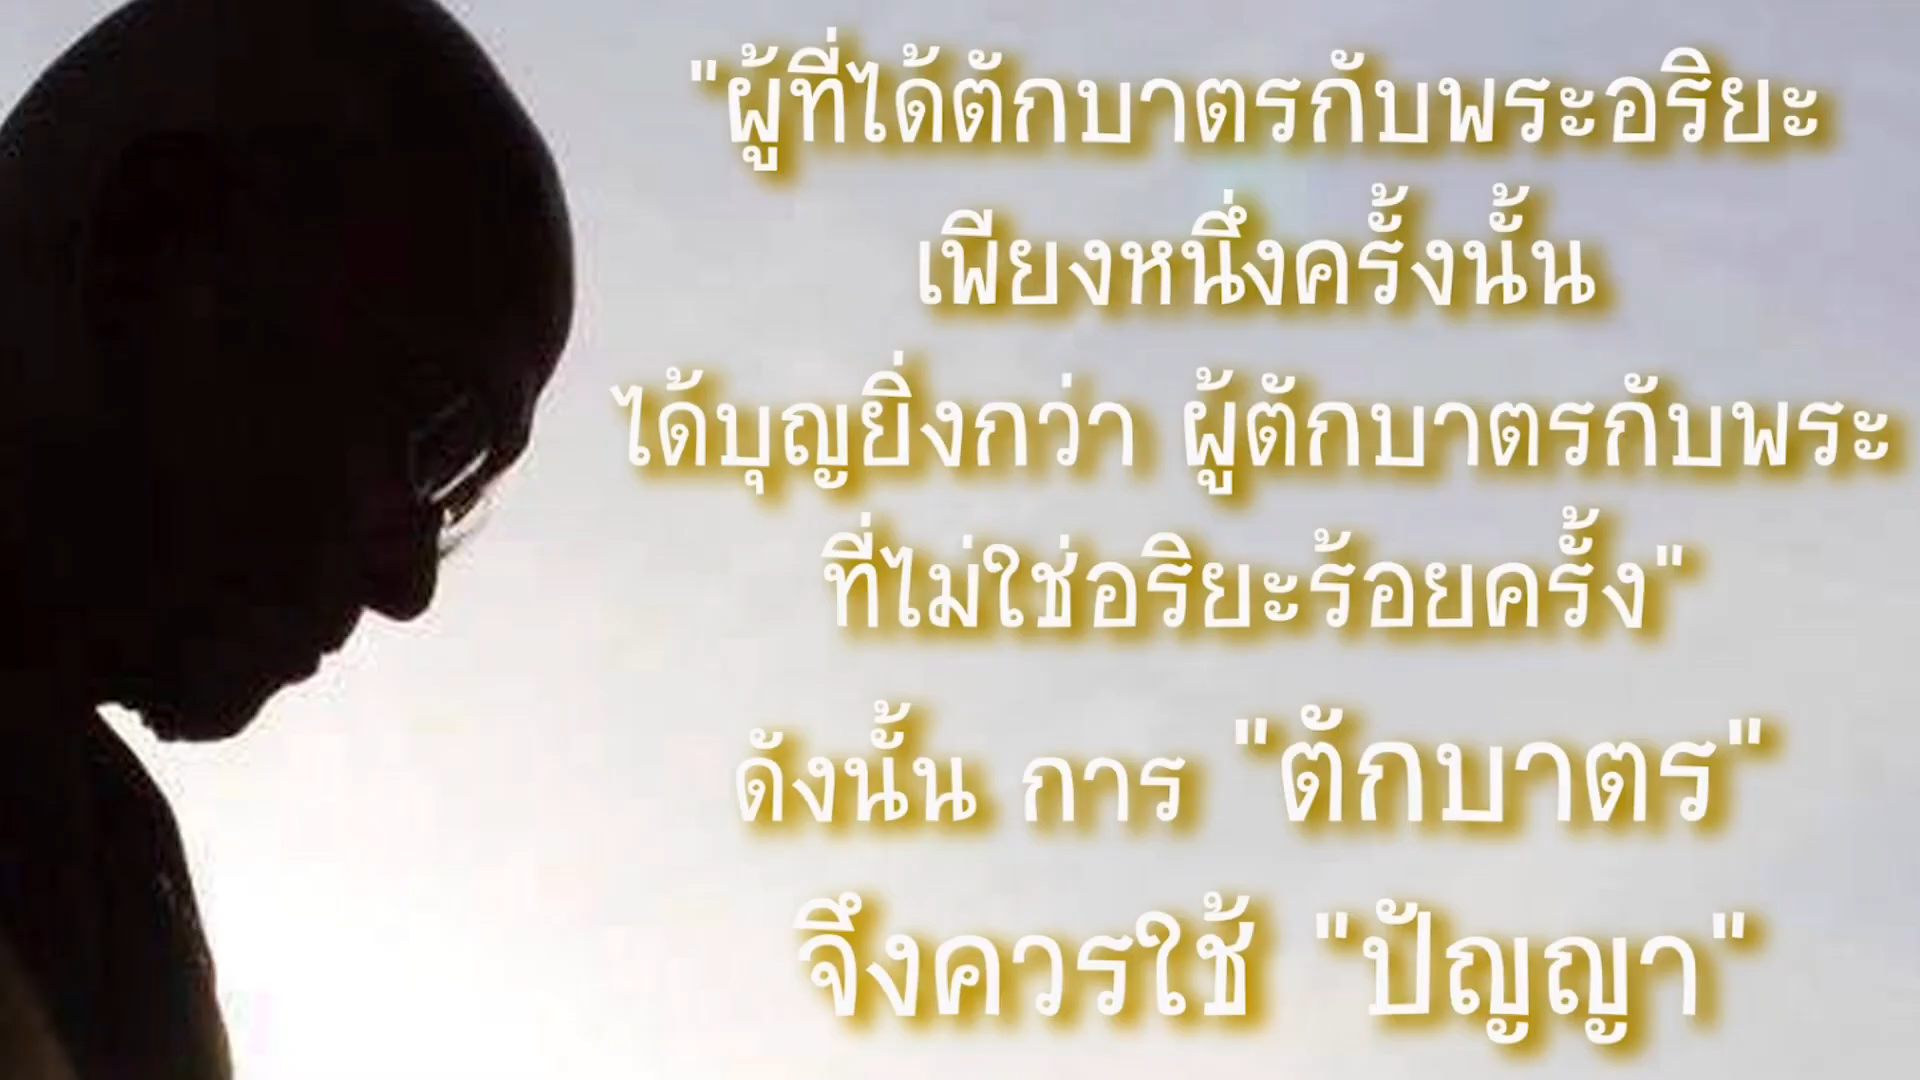 "ผู้ที่ได้ตักบาตรกับพระอริยะ
เพียงหนึ่งครั้งนั้น
ได้บุญยิ่งกว่า ผู้ตักบาตรกับพระ
ที่ไม่ใช่อริยะร้อยครั้ง"
ดังนั้น การ "ตักบาตร"
จึงควรใช้ "ปัญญา"